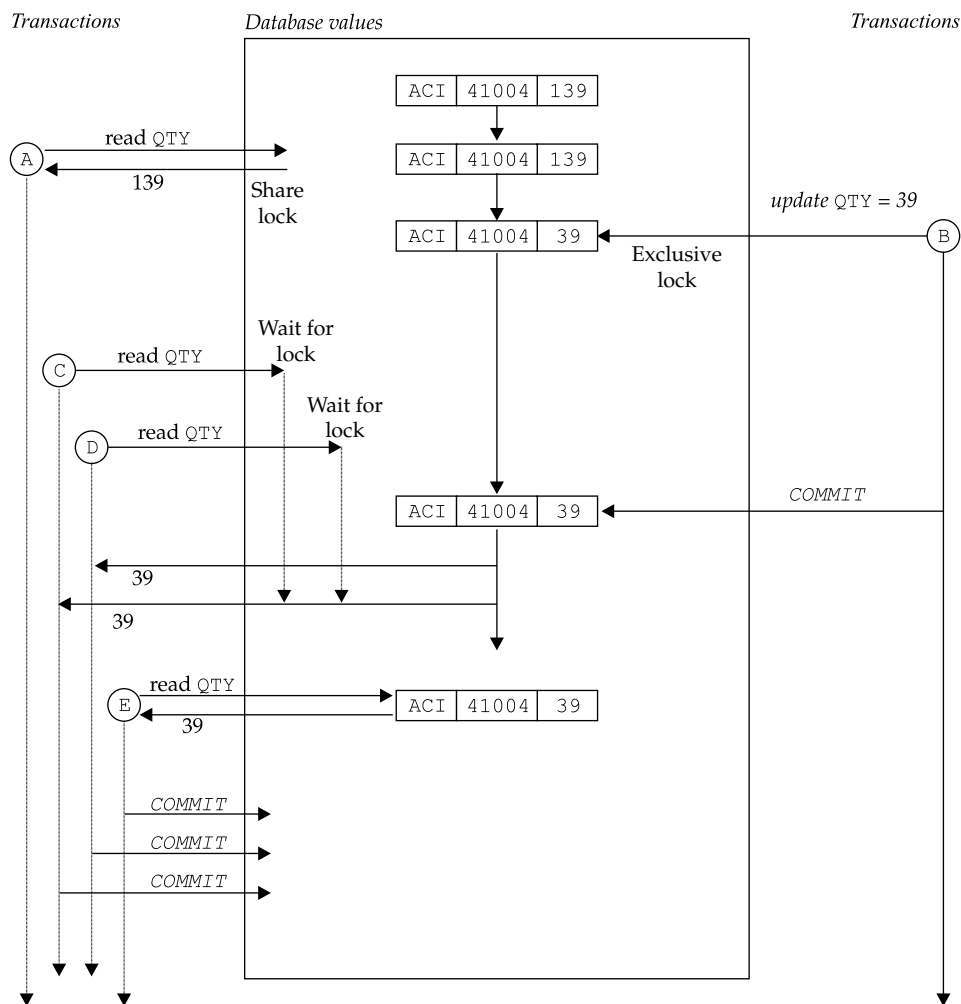 Transactions
Database values
Transactions
ACI 41004 139
read QTY
A
139
ACI 41004 139
Share
lock
update QTY = 39
ACI 41004 39
B
Exclusive
lock
Wait for
lock
read QTY
C
Wait for
lock
read QTY
D
ACI 41004 39
COMMIT
39
39
read QTY
E
39
ACI 41004 39
COMMIT
COMMIT
COMMIT